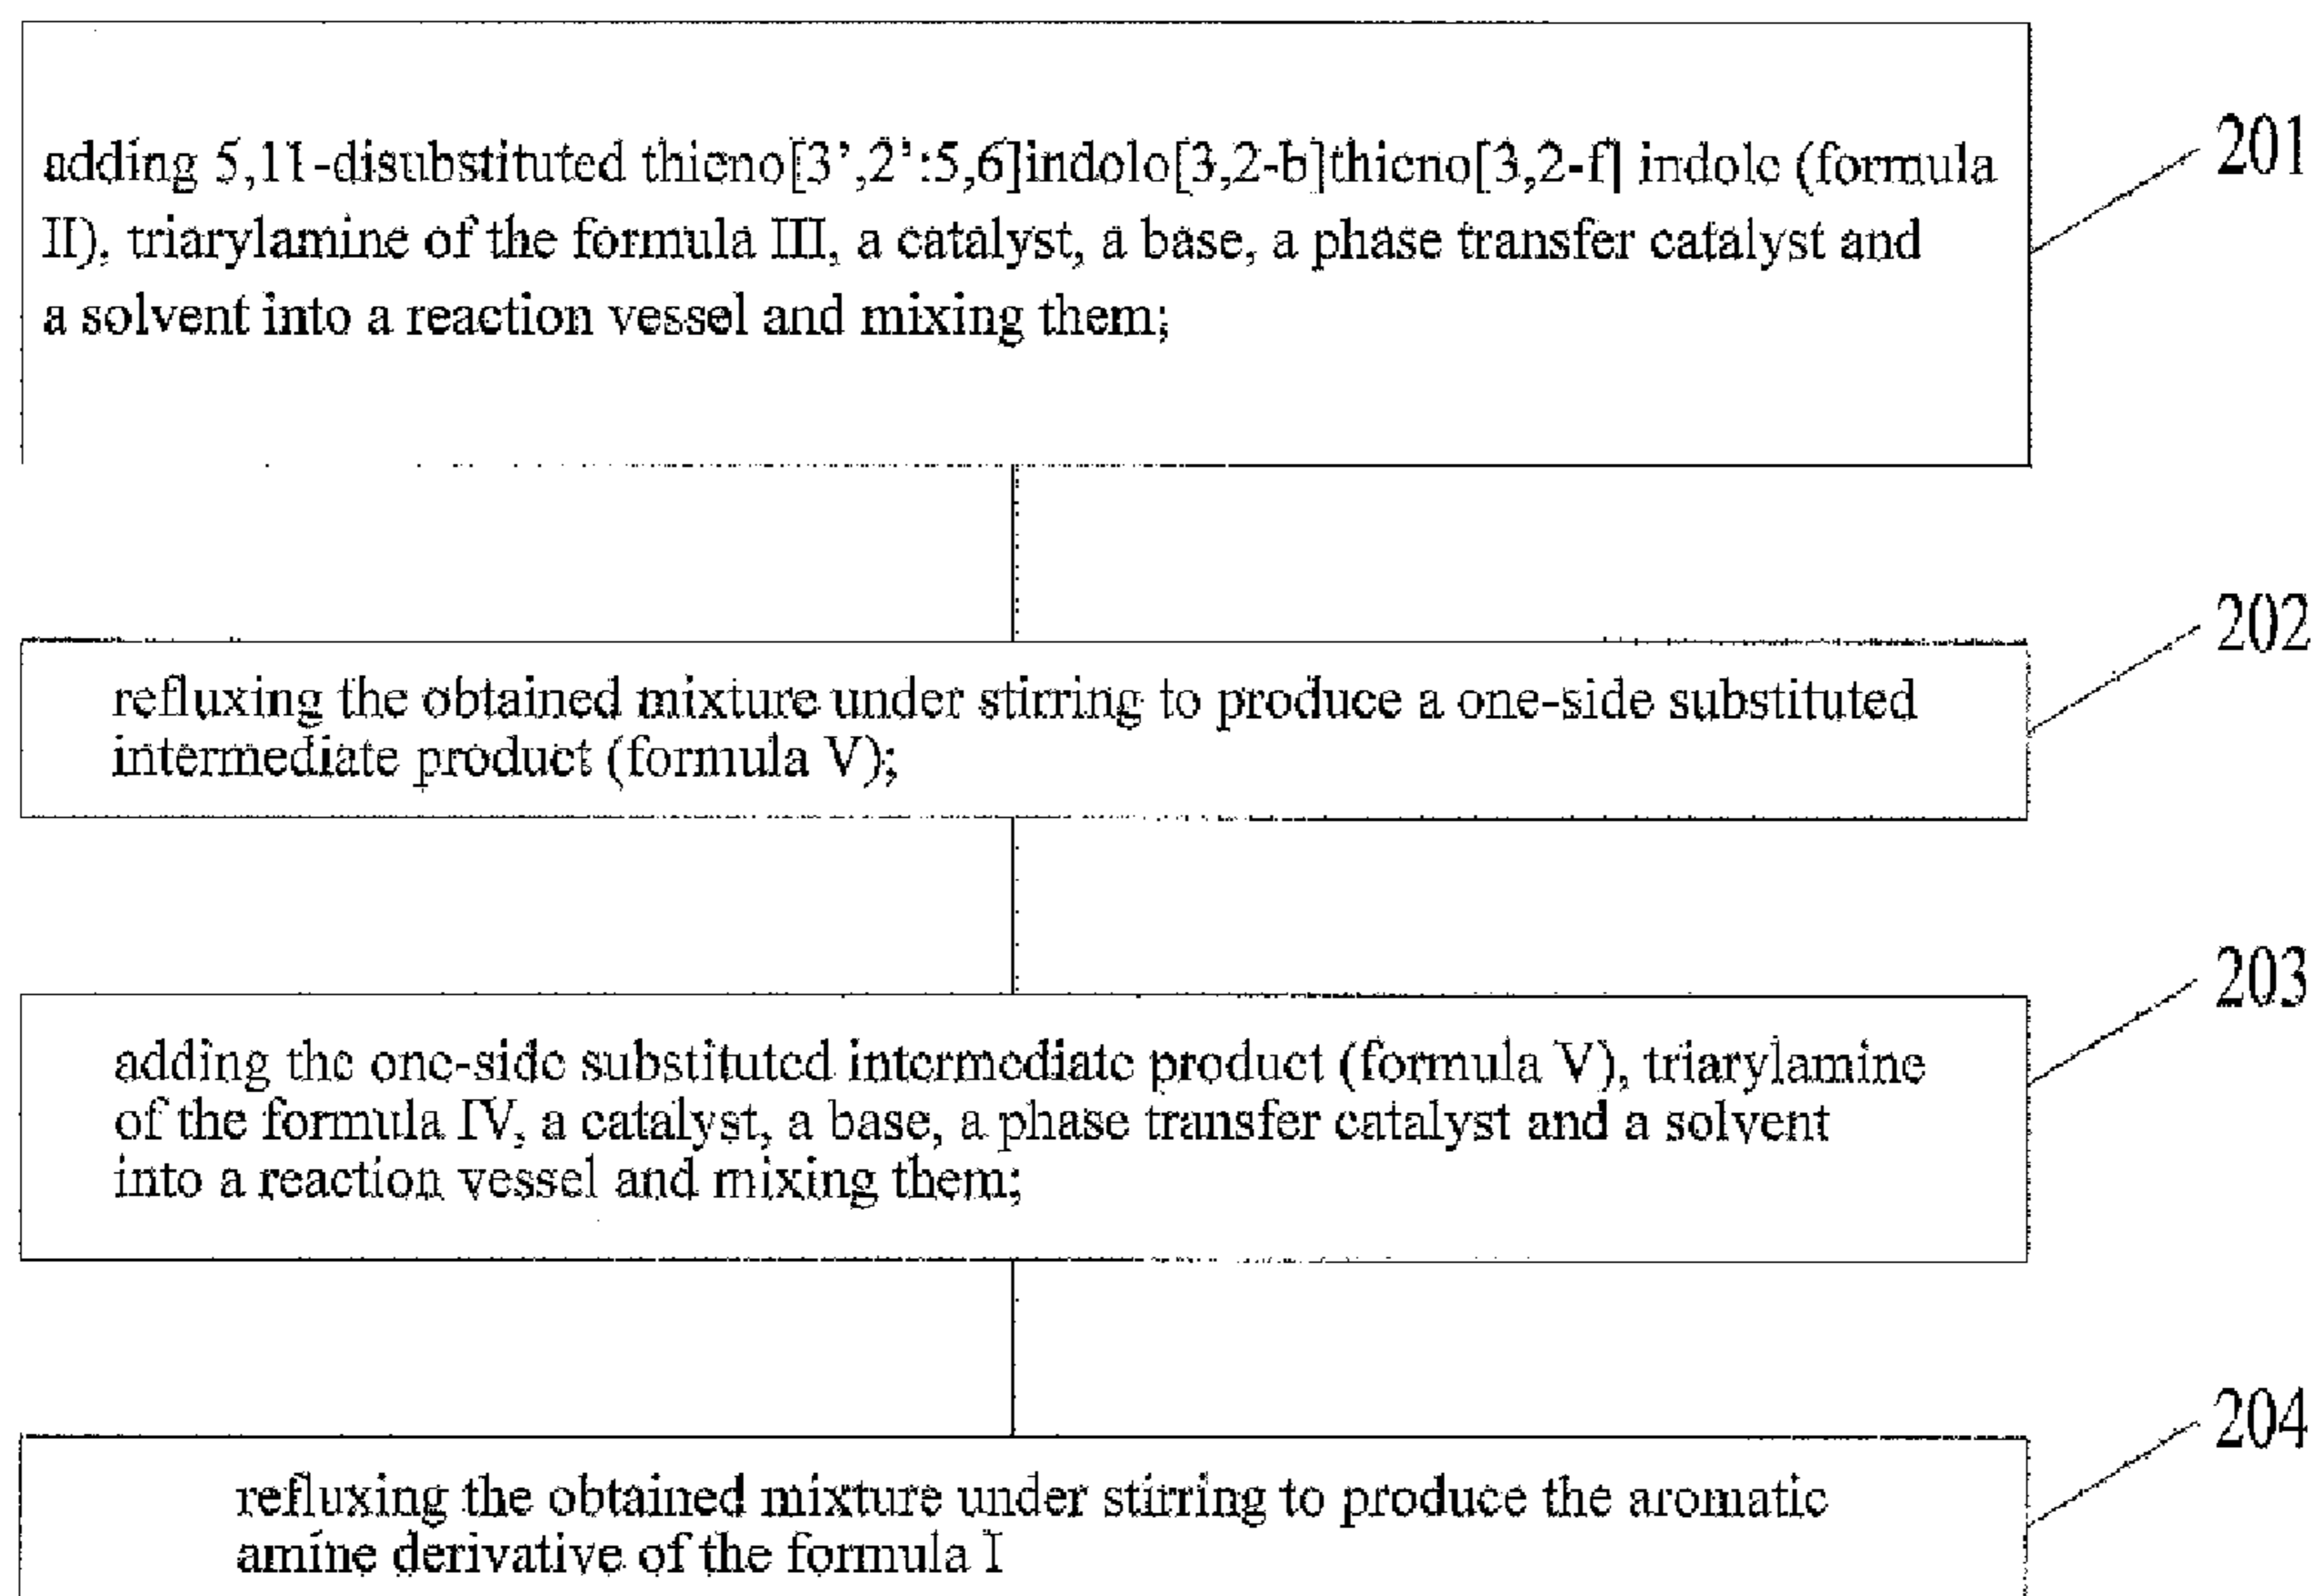 adding 5,11-disubstituted thieno[3’,2’:5,6]indolo[3,2-b]thieno[3,2-f] indole (formula
II), triarylamine of the formula III, a catalyst, a base, a phase transfer catalyst and
a solvent into a reaction vessel and mixing them;
201
refluxing the obtained mixture under stirring to produce a one-side substituted
intermediate product (formula V);
202
adding the one-side substituted intermediate product (formula V), triarylamine
of the formula IV, a catalyst, a base, a phase transfer catalyst and a solvent
into a reaction vessel and mixing them;
203
refluxing the obtained mixture under stirring to produce the aromatic
amine derivative of the formula I
204